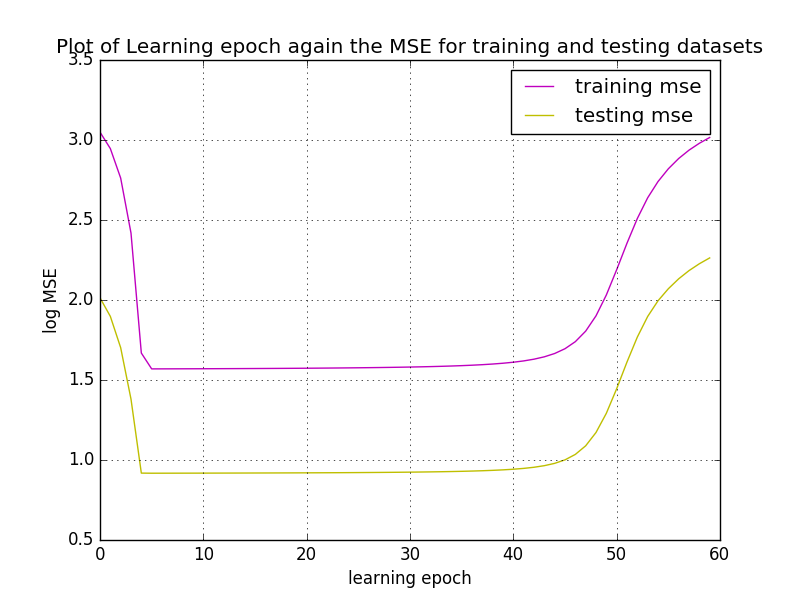 Plot of Learning epoch again the MSE for training and testing datasets
training mse
testing mse
3.5
3.0
2.5
2.0
1.5
1.0
0.5
log MSE
0 10 20 30 40 50 60
learning epoch